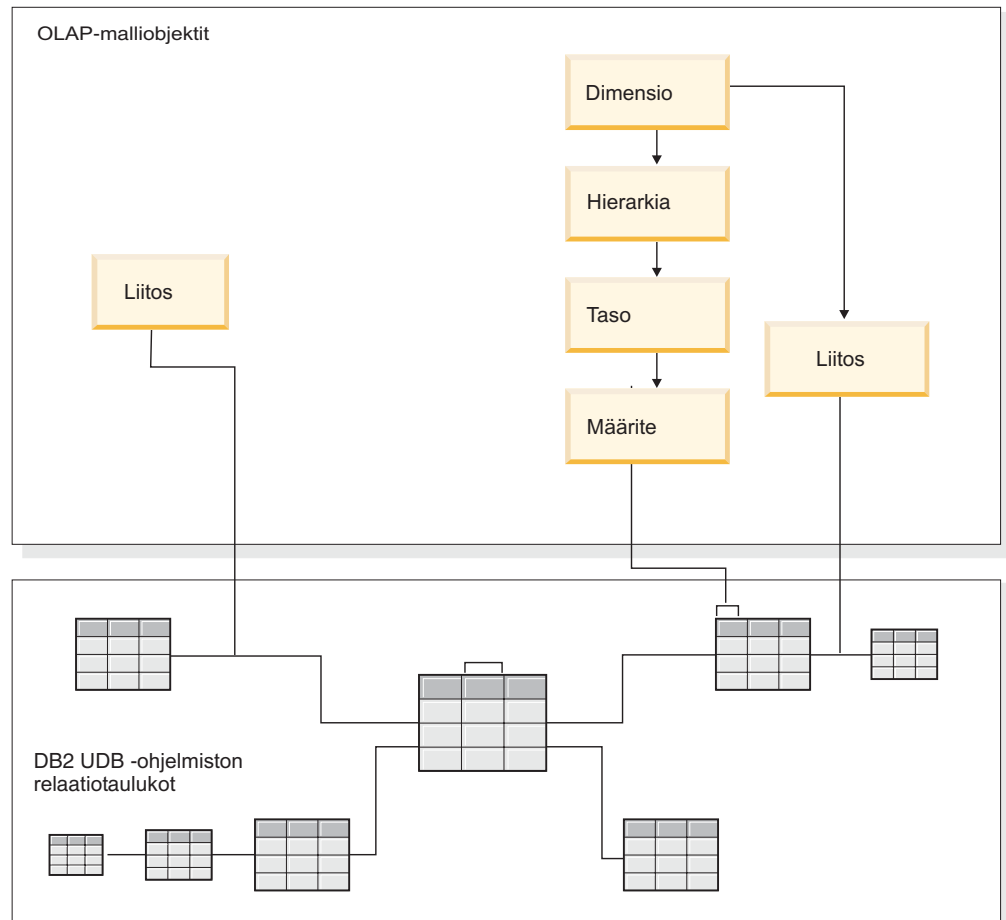 OLAP-malliobjektit
Dimensio
Hierarkia
Liitos
Taso
Liitos
Määrite
DB2 UDB -ohjelmiston
relaatiotaulukot